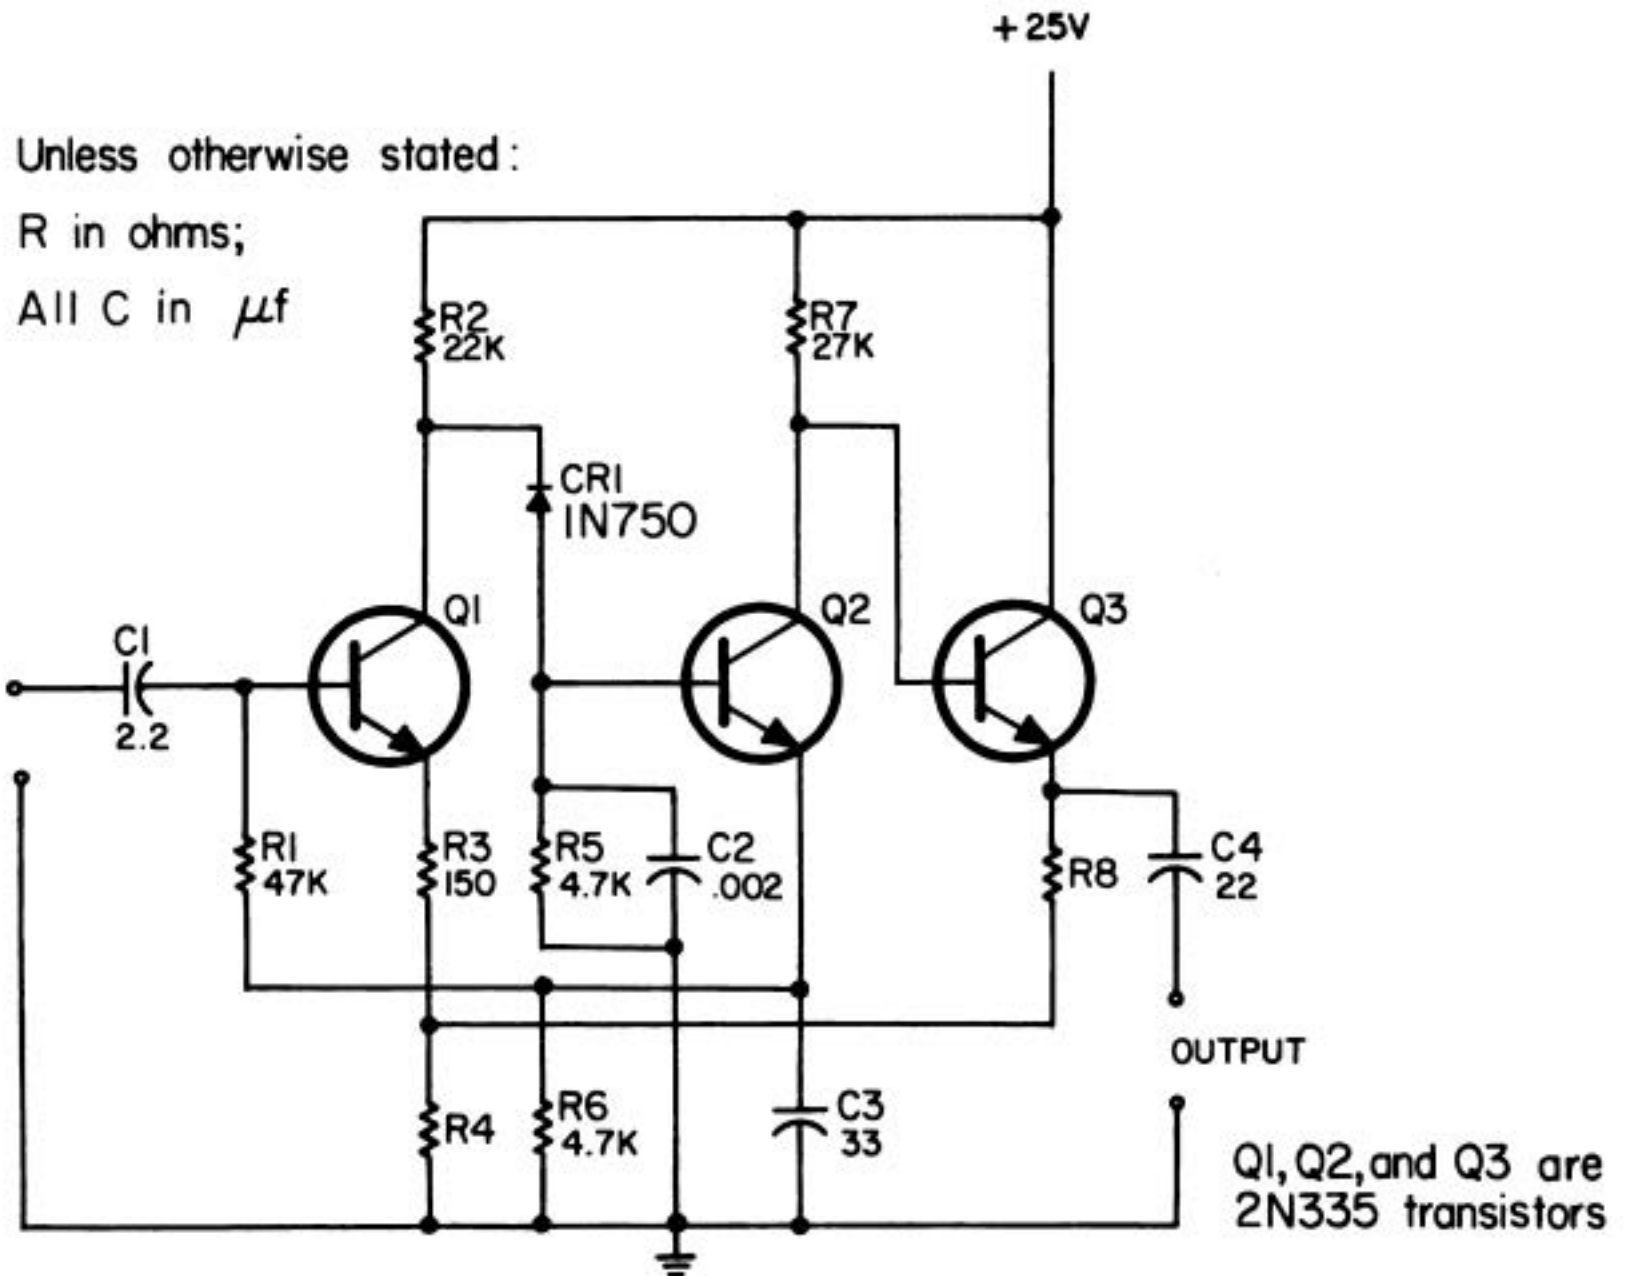 +25V
Unless otherwise stated:
R in ohms;
All C in μf
R2
22K
R7
27K
CR1
IN750
Q1
Q2
Q3
C1
2.2
R1
47K
R3
150
R5
4.7K
C2
.002
R8
C4
22
OUTPUT
R4
R6
4.7K
C3
33
Q1, Q2, and Q3 are
2N335 transistors